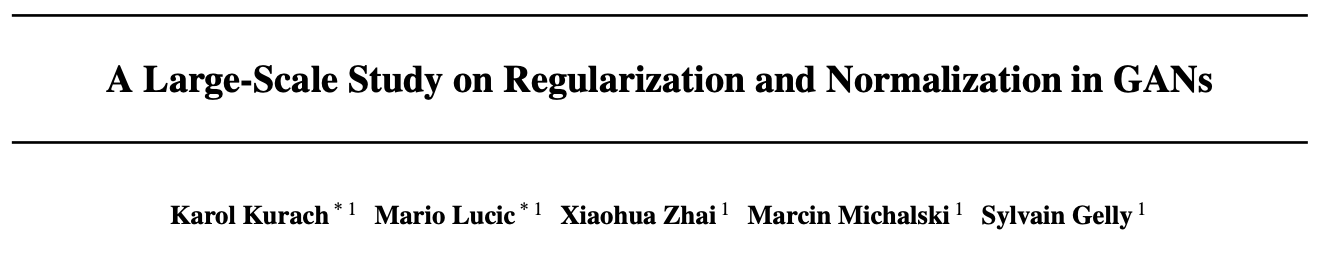 A Large-Scale Study on Regularization and Normalization in GANs
Karol Kurach * 1 Mario Lucic * 1 Xiaohua Zhai 1 Marcin Michalski 1 Sylvain Gelly 1